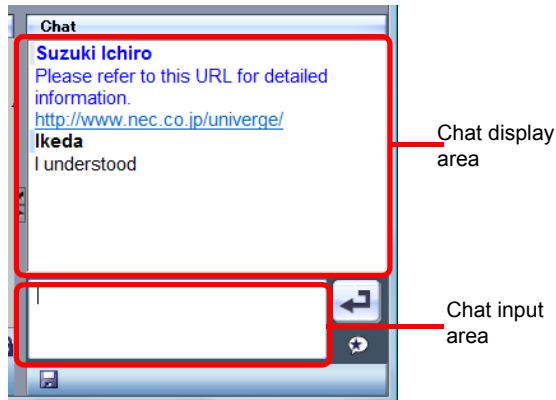 Chat
Suzuki Ichiro
Please refer to this URL for detailed
information.
http://www.nec.co.jp/univerge/
Ikeda
I understood
Chat display
area
Chat input
area